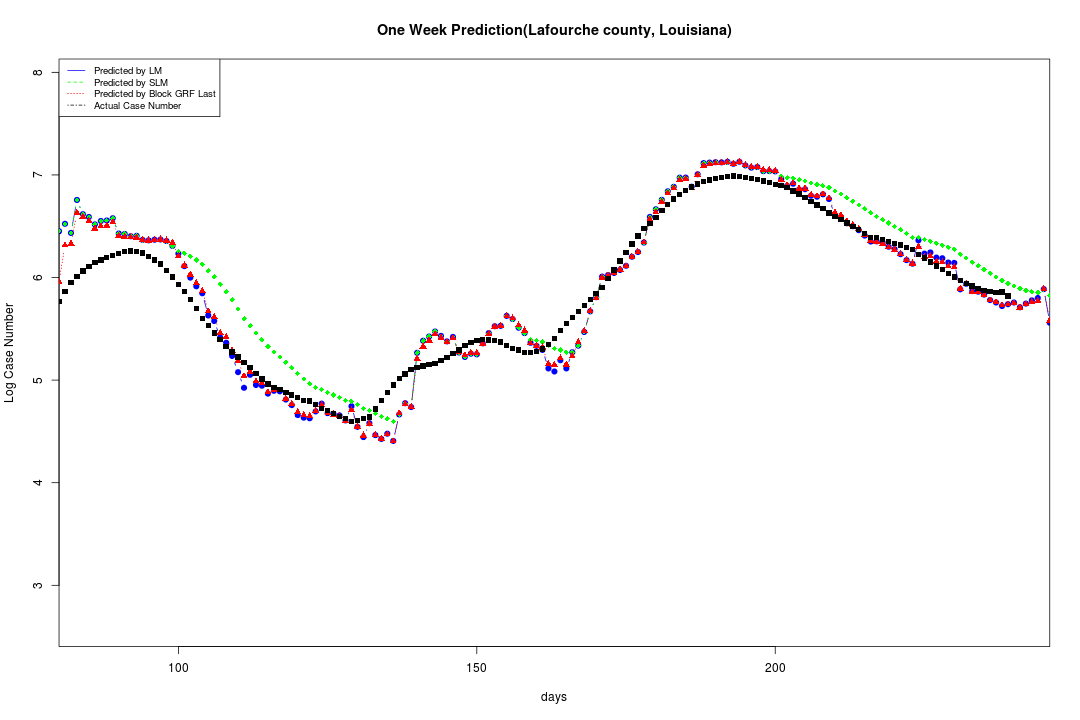 One Week Prediction(Lafourche county, Louisiana)
Predicted by LM
Predicted by SLM
Predicted by Block GRF Last
Actual Case Number
8
7
6
5
4
3
Log Case Number
100 150 200
days